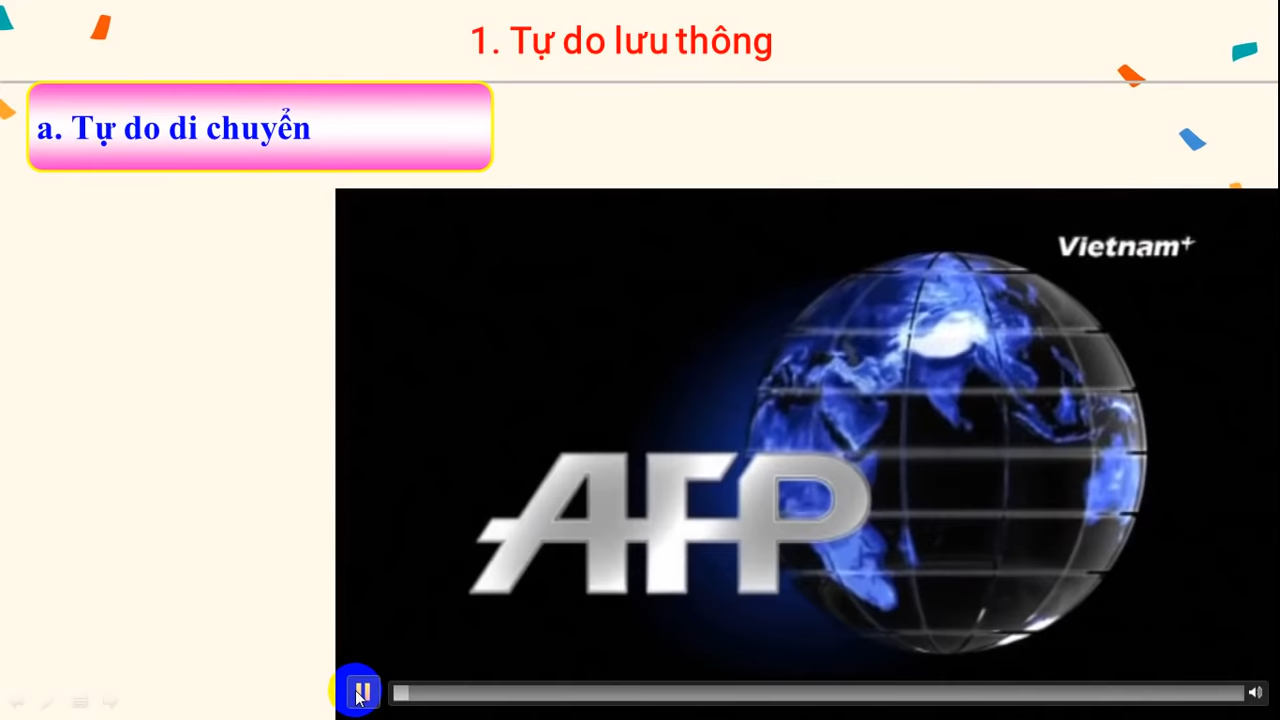 1. Tự do lưu thông
a. Tự do di chuyển
Vietnam+
AFP